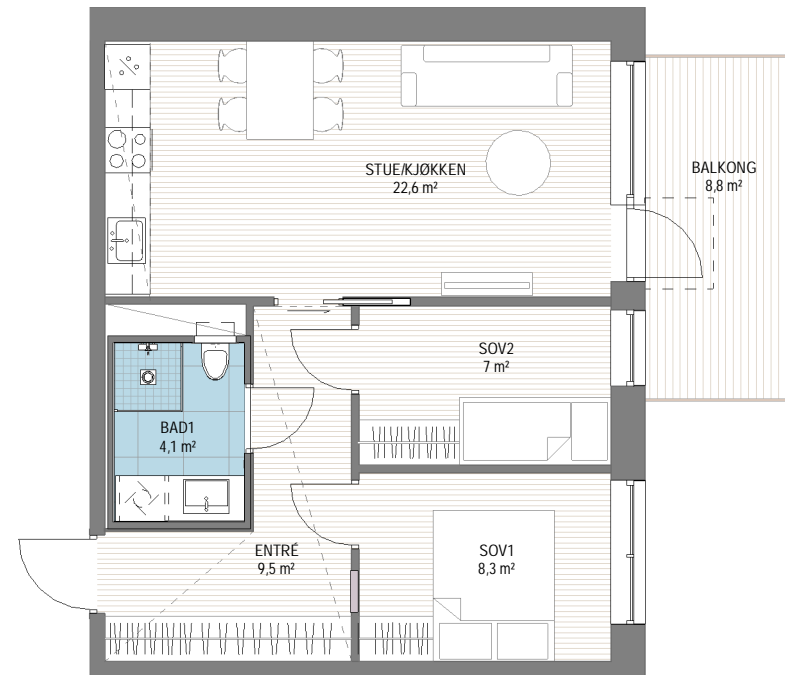 STUE/KJØKKEN
22,6 m²
BALKONG
8,8 m²
SOV2
7 m²
BAD1
4,1 m²
ENTRÉ
9,5 m²
SOV1
8,3 m²